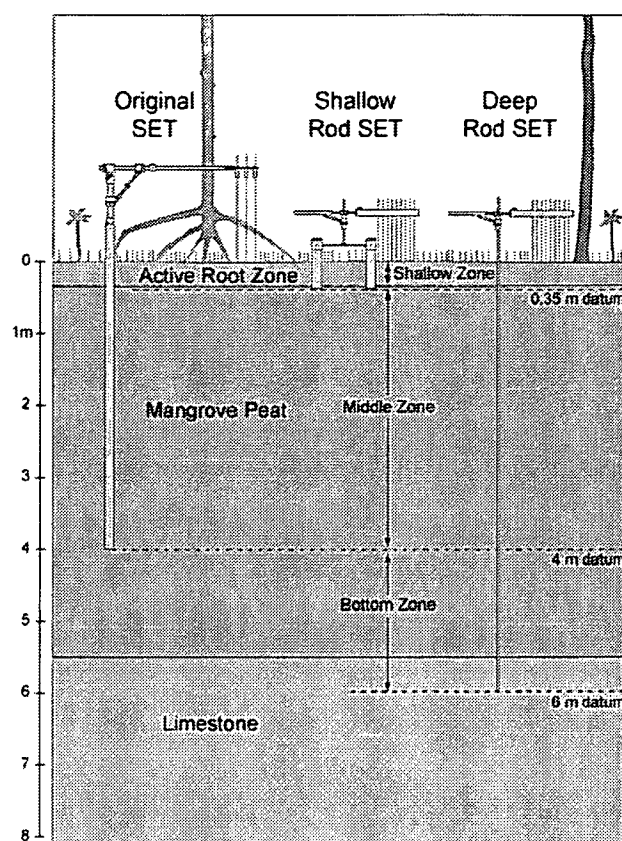 Original
SET
Shallow
Rod SET
Deep
Rod SET
0
Active Root Zone
Shallow Zone
0.35 m datum
1m
Mangrove Peat
Middle Zone
2
3
4
4 m datum
Bottom Zone
5
6
6 m datum
Limestone
7
8